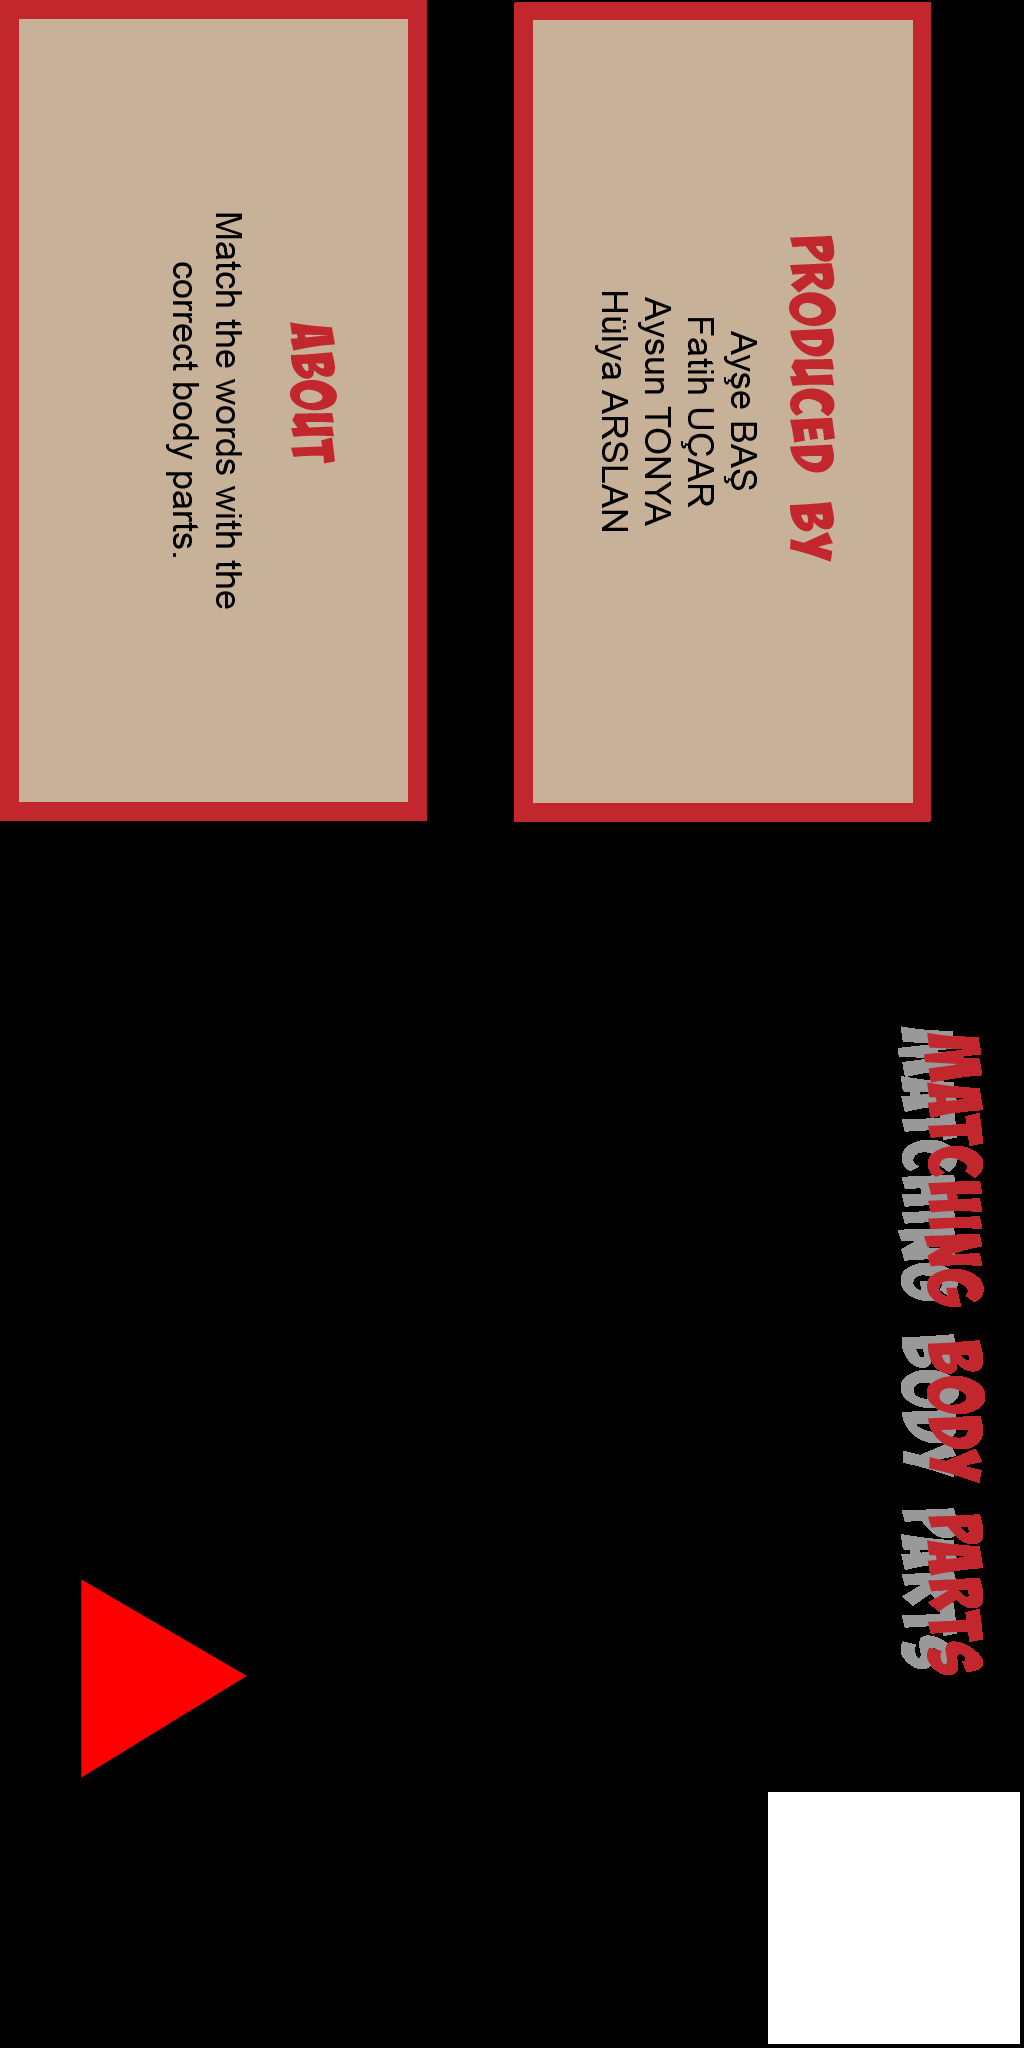 PRODUCED BY
Ayşe BAŞ
Fatih UÇAR
Aysun TONYA
Hülya ARSLAN
ABOUT
Match the words with the
correct body parts.
MATCHING BODY PARTS